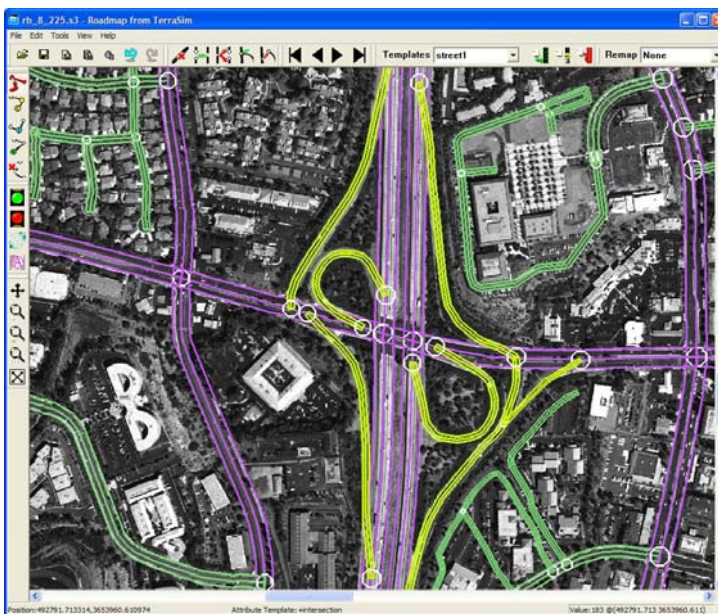 rb_8_225.s3 - Roadmap from TerraSim
File Edit Tools View Help
Templates street1 Remap None
Position:492791.713314,3653960.610974 Attribute Template: +intersection Value:183 @(492791.713 3653960.611)